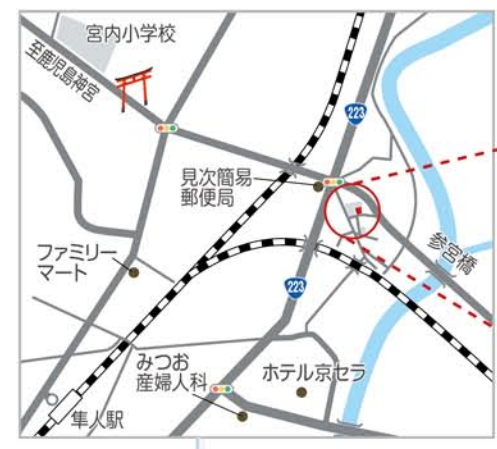 宮内小学校
至鹿児島神宮
223
見次簡易
郵便局
参宮橋
ファミリー
マート
223
みつお
産婦人科
ホテル京セラ
隼人駅